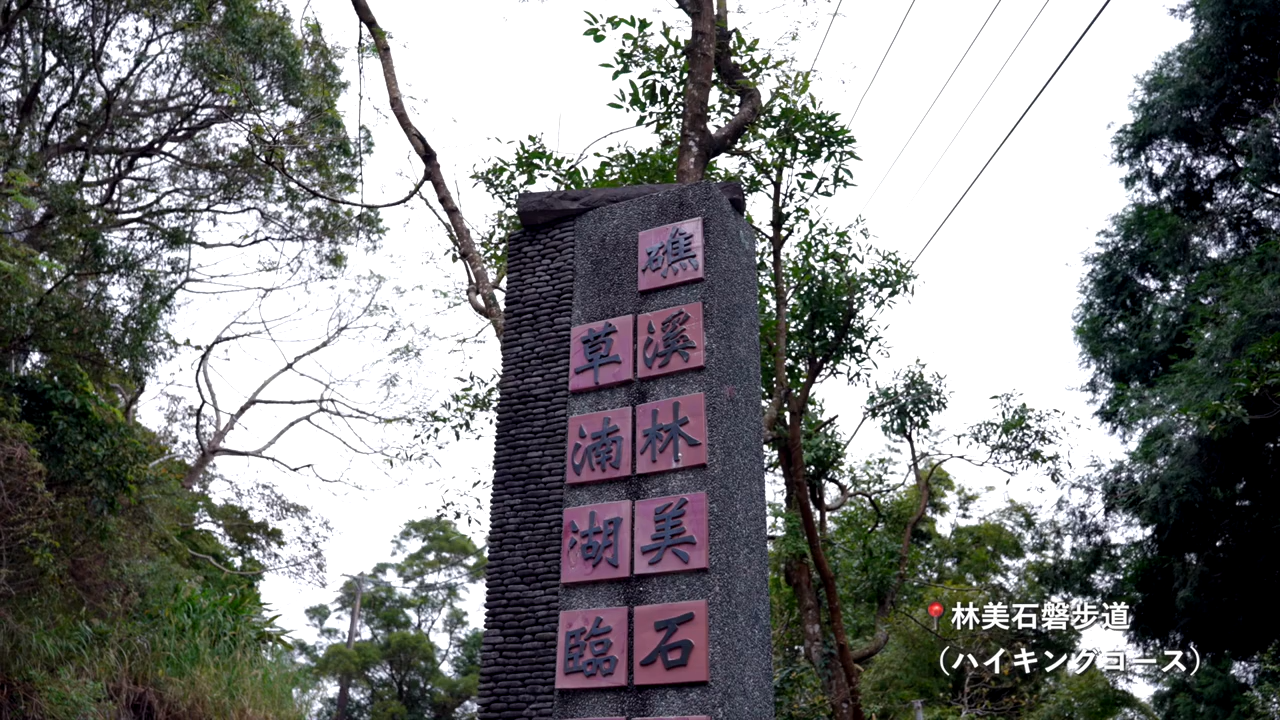 礁溪林美石
草湳湖臨
林美石磐步道
（ハイキングコース）